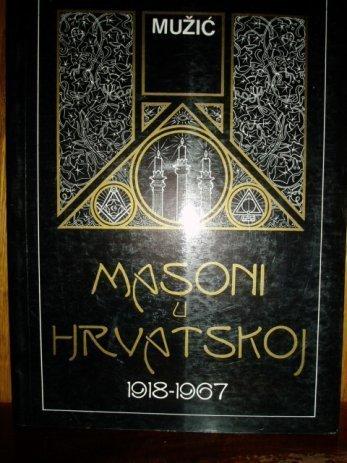 MUŽIĆ
MASONI
U
HRVATSKOJ
1918-1967